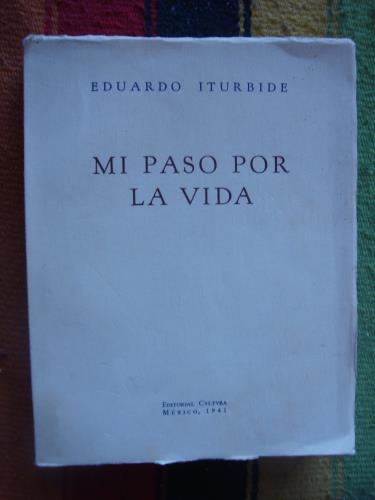 EDUARDO ITURBIDE
MI PASO POR
LA VIDA
EDITORIAL CVLTVRA
MÉXICO, 1941